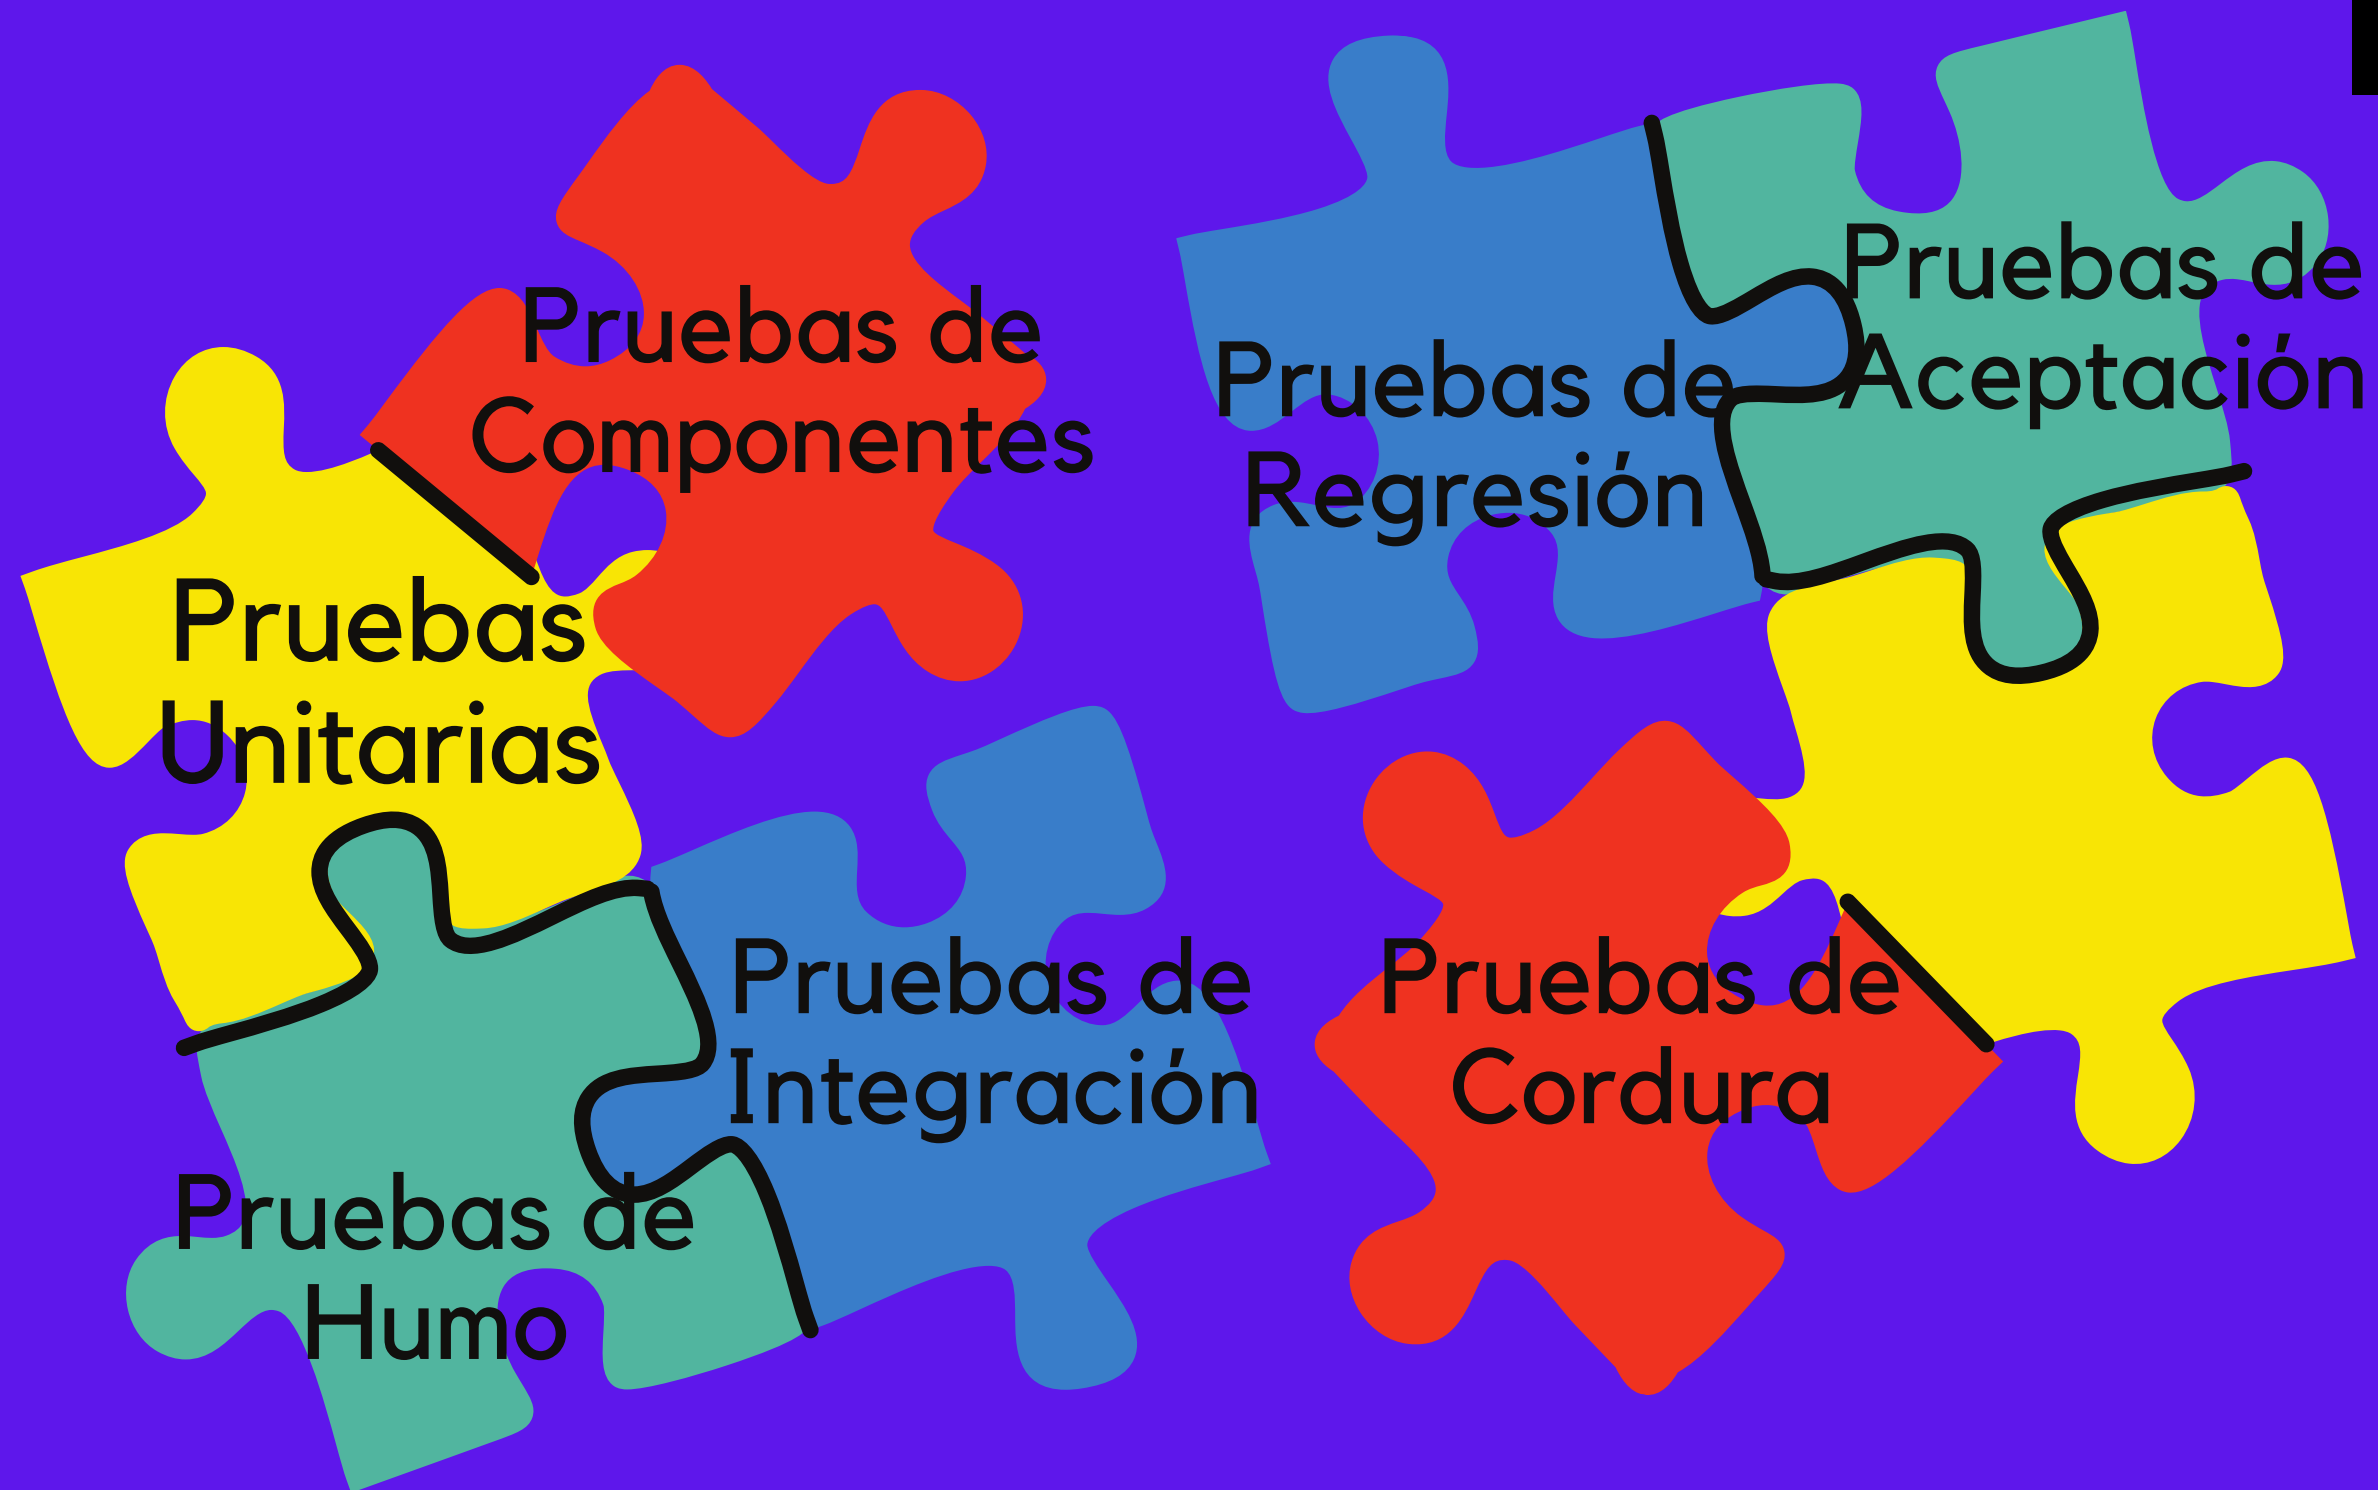 Pruebas de
Componentes
Pruebas
Unitarias
Pruebas de
Integración
Pruebas de
Humo
Pruebas de
Regresión
Pruebas de
Aceptación
Pruebas de
Cordura